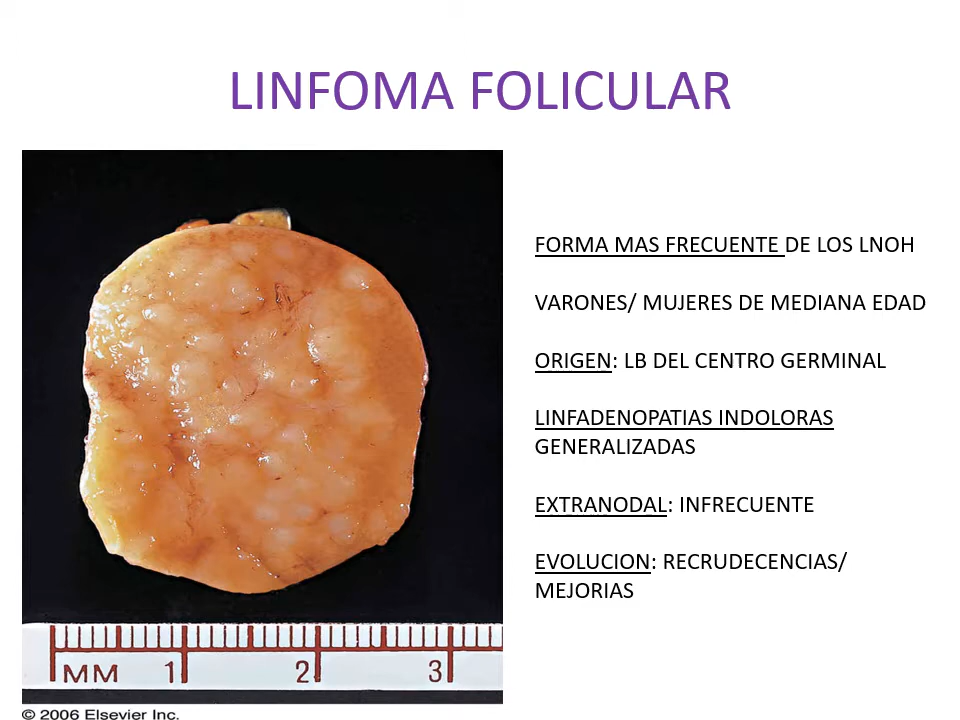 LINFOMA FOLICULAR
FORMA MAS FRECUENTE DE LOS LNOH
VARONES/ MUJERES DE MEDIANA EDAD
ORIGEN: LB DEL CENTRO GERMINAL
LINFADENOPATIAS INDOLORAS
GENERALIZADAS
EXTRANODAL: INFRECUENTE
EVOLUCION: RECRUDECENCIAS/
MEJORIAS
MM 1 2 3
© 2006 Elsevier Inc.